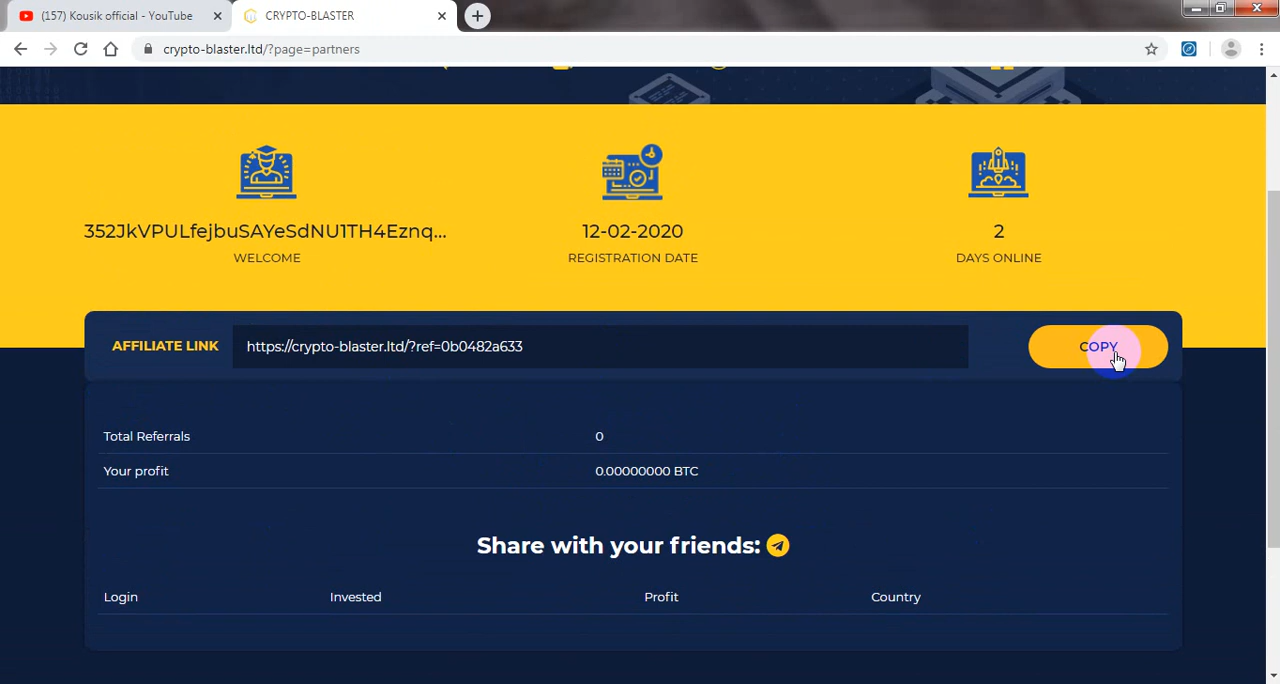 (157) Kousik official - YouTube
CRYPTO-BLASTER
crypto-blaster.ltd/?page=partners
352JkVPULfejbuSAYeSdNU1TH4Eznq...
WELCOME
12-02-2020
REGISTRATION DATE
2
DAYS ONLINE
AFFILIATE LINK https://crypto-blaster.ltd/?ref=0b0482a633 COPY
Total Referrals 0
Your profit 0.00000000 BTC
Share with your friends:
Login Invested Profit Country